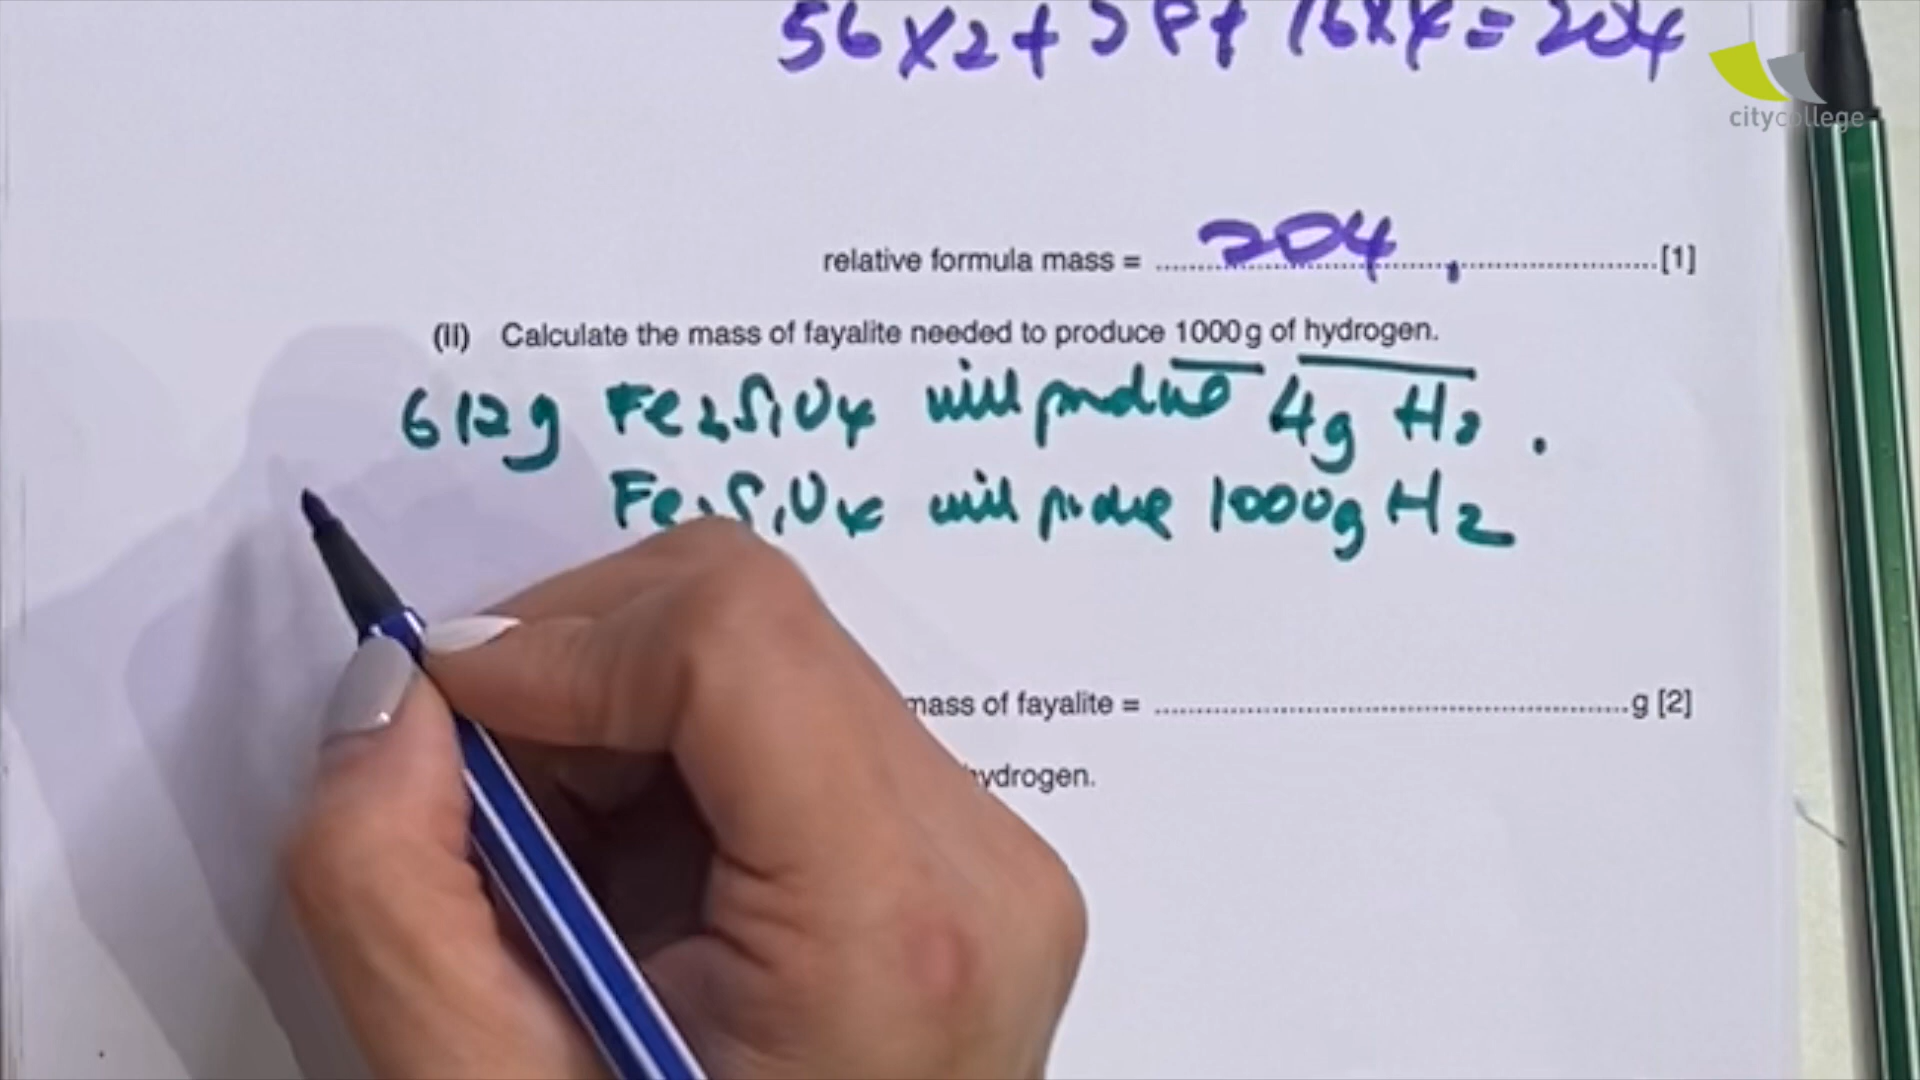 56 x 2 + 28 + 16 x 4 = 204
citycollege
relative formula mass = 204 [1]
(ii) Calculate the mass of fayalite needed to produce 1000 g of hydrogen.
612g Fe2SiO4 will produce 4g H2.
Fe2SiO4 will produce 1000g H2
mass of fayalite = g [2]
hydrogen.